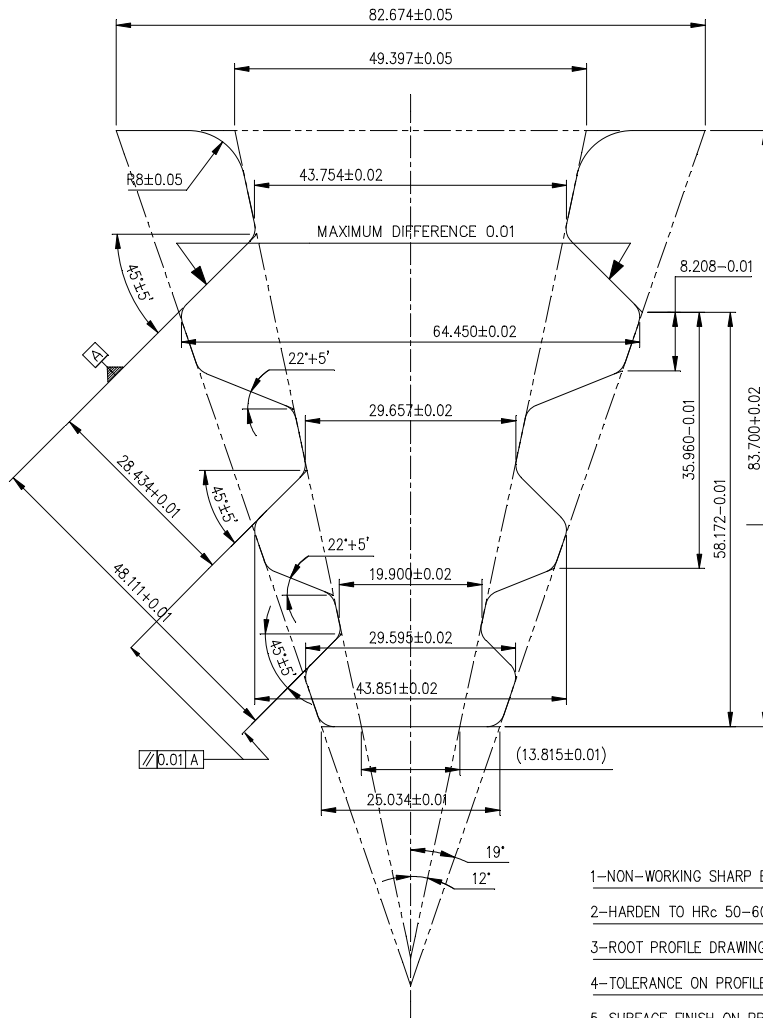 82.674±0.05
49.397±0.05
43.754±0.02
R8±0.05
MAXIMUM DIFFERENCE 0.01
8.208-0.01
45°±5'
64.450±0.02
22°+5'
A
29.657±0.02
35.960-0.01
83.700+0.02
58.172-0.01
28.434+0.01
45°±5'
22°+5'
48.111+0.01
19.900±0.02
29.595±0.02
45°±5'
43.851±0.02
// 0.01 A
(13.815±0.01)
25.034±0.01
19°
12°
1-NON-WORKING SHARP
2-HARDEN TO HRc 50-60
3-ROOT PROFILE DRAWING
4-TOLERANCE ON PROFILE
5-SURFACE FINISH ON